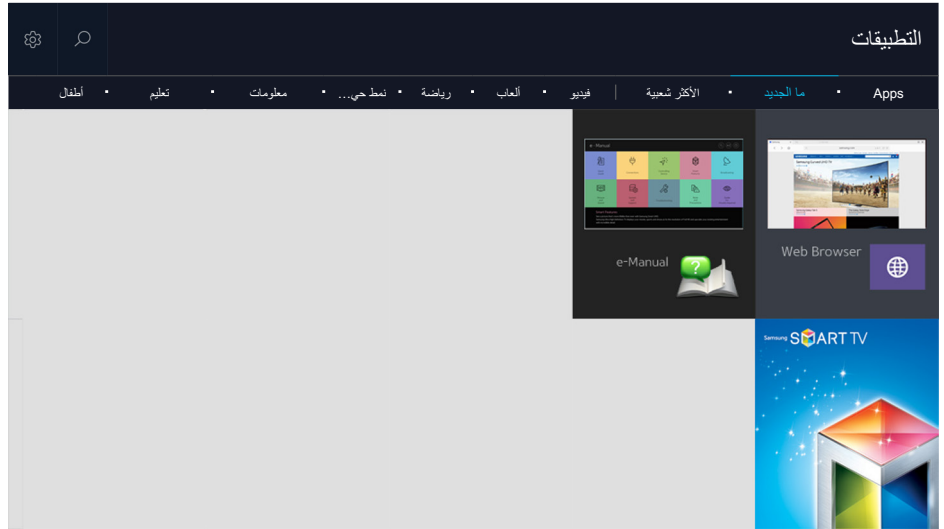 التطبيقات
Apps ▪ ما الجديد ▪ الأكثر شعبية | فيديو ▪ ألعاب ▪ رياضة ▪ نمط حي... ▪ معلومات ▪ تعليم ▪ أطفال
Manual
e-Manual
Web Browser
Samsung SMART TV